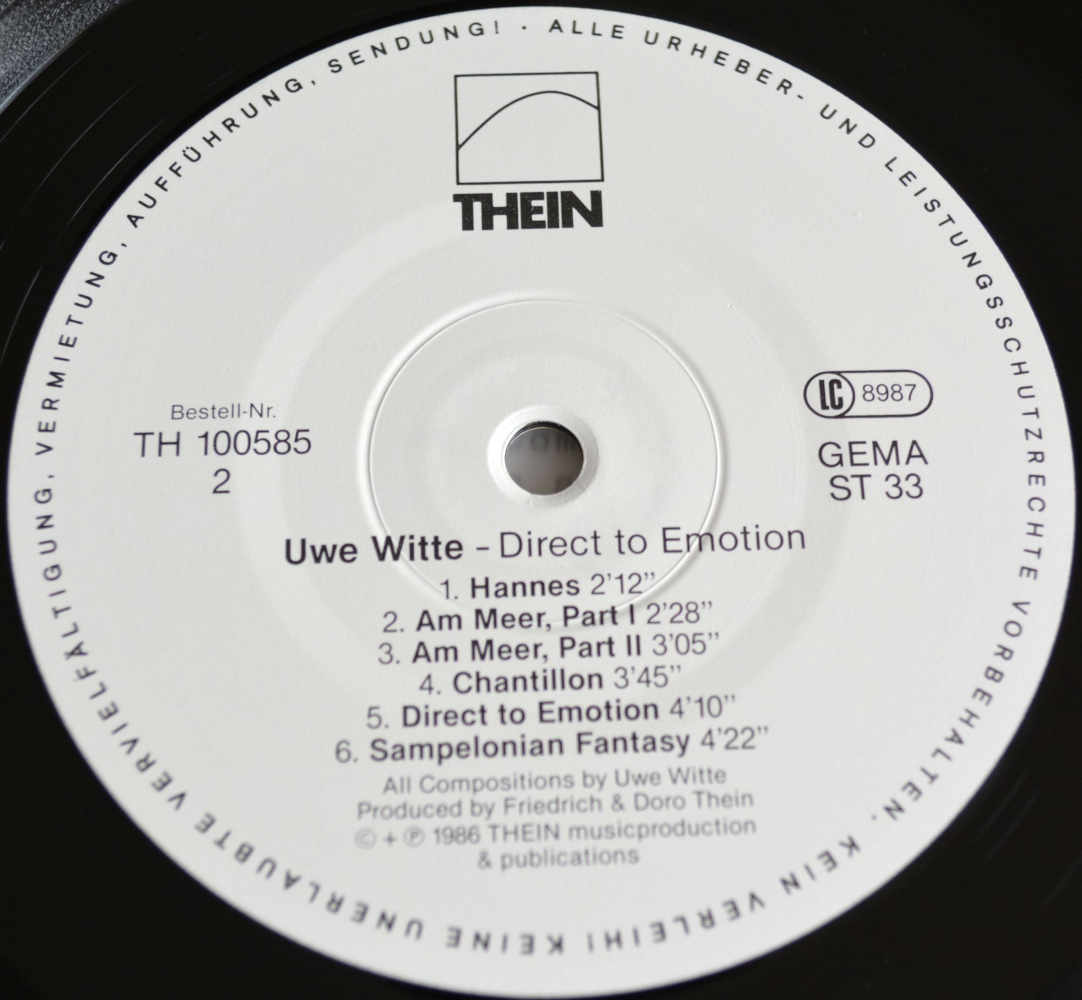 ALLE URHEBER- UND LEISTUNGSSCHUTZRECHTE VORBEHALTEN. KEIN VERLEIH! KEINE UNERLAUBTE VERVIELFÄLTIGUNG, VERMIETUNG, AUFFÜHRUNG, SENDUNG! ·
THEIN
Bestell-Nr.
TH 100585
2
LC 8987
GEMA
ST 33
Uwe Witte – Direct to Emotion
1. Hannes 2'12"
2. Am Meer, Part I 2'28"
3. Am Meer, Part II 3'05"
4. Chantillon 3'45"
5. Direct to Emotion 4'10"
6. Sampelonian Fantasy 4'22"
All Compositions by Uwe Witte
Produced by Friedrich & Doro Thein
© + ℗ 1986 THEIN musicproduction
& publications